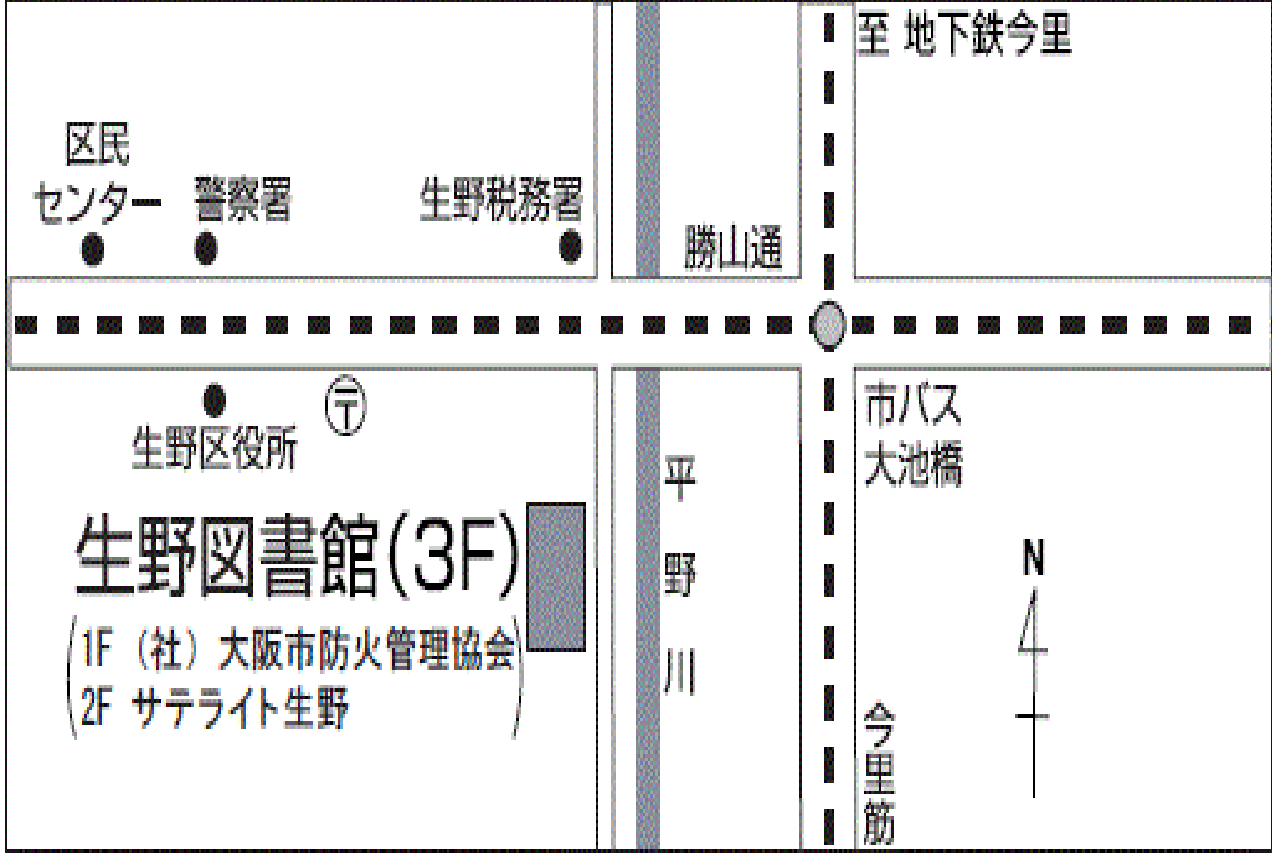 至 地下鉄今里
区民
センター
警察署
生野税務署
勝山通
市バス
大池橋
〒
生野区役所
平野川
生野図書館(3F)
(1F (社) 大阪市防火管理協会
2F サテライト生野)
N
今里筋